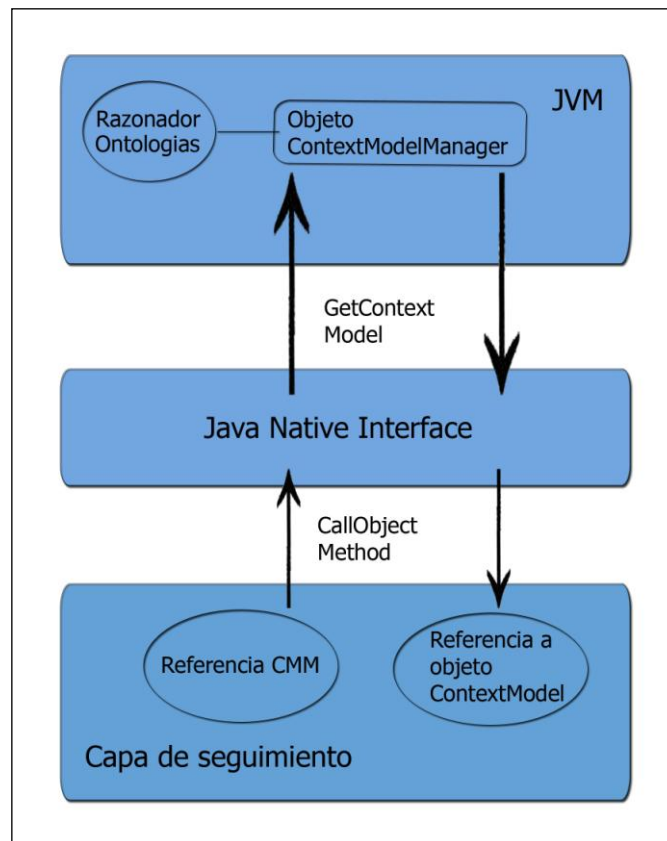 JVM
Razonador
Ontologias
Objeto
ContextModelManager
GetContext
Model
Java Native Interface
CallObject
Method
Referencia CMM
Referencia a
objeto
ContextModel
Capa de seguimiento